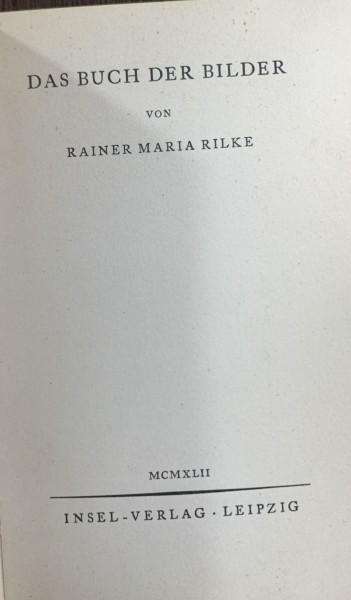 DAS BUCH DER BILDER
VON
RAINER MARIA RILKE
MCMXLII
INSEL-VERLAG · LEIPZIG